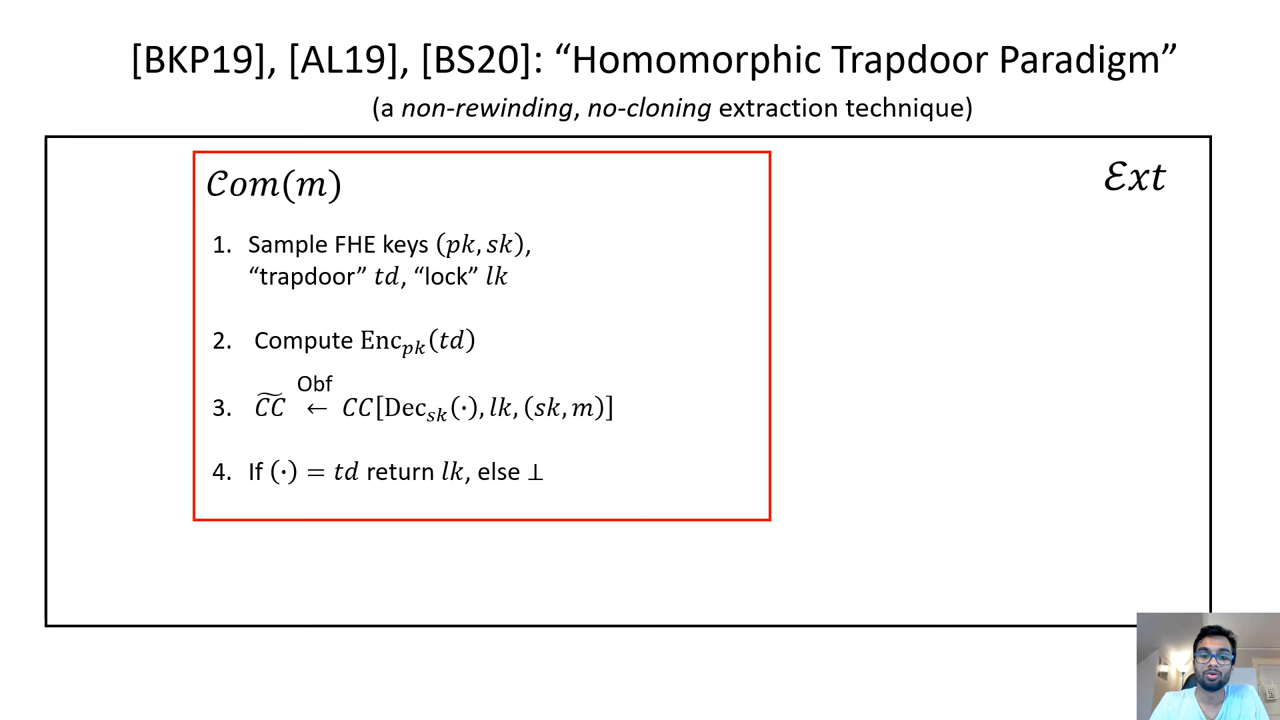 [BKP19], [AL19], [BS20]: “Homomorphic Trapdoor Paradigm”
(a non-rewinding, no-cloning extraction technique)
𝒞om(m)
ℰxt
1. Sample FHE keys (pk, sk),
“trapdoor” td, “lock” lk
2. Compute Enc_pk(td)
3. C͠C ←^Obf CC[Dec_sk(·), lk, (sk, m)]
4. If (·) = td return lk, else ⊥